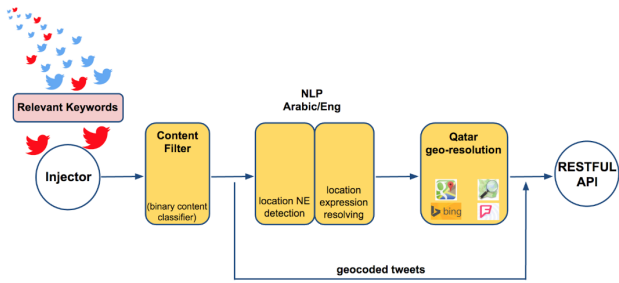 Relevant Keywords
Injector
Content
Filter
(binary content
classifier)
NLP
Arabic/Eng
location NE
detection
location
expression
resolving
Qatar
geo-resolution
bing
RESTFUL
API
geocoded tweets